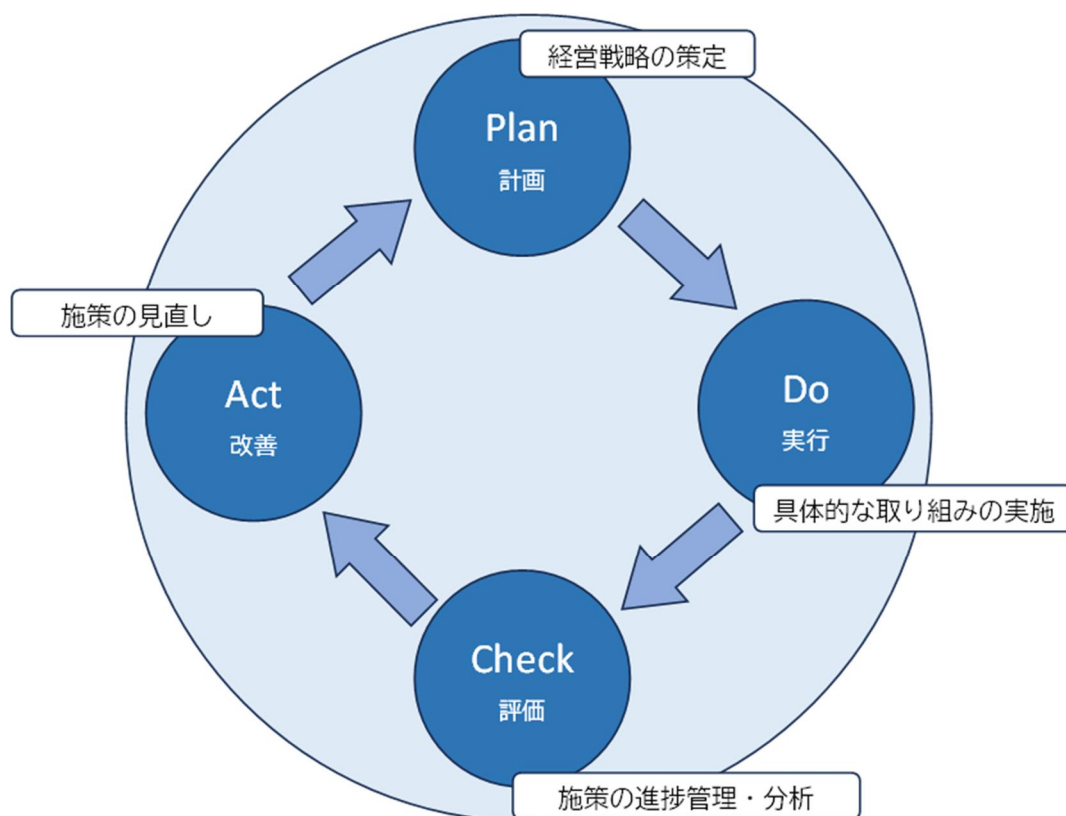 経営戦略の策定
Plan
計画
施策の見直し
Act
改善
Do
実行
具体的な取り組みの実施
Check
評価
施策の進捗管理・分析